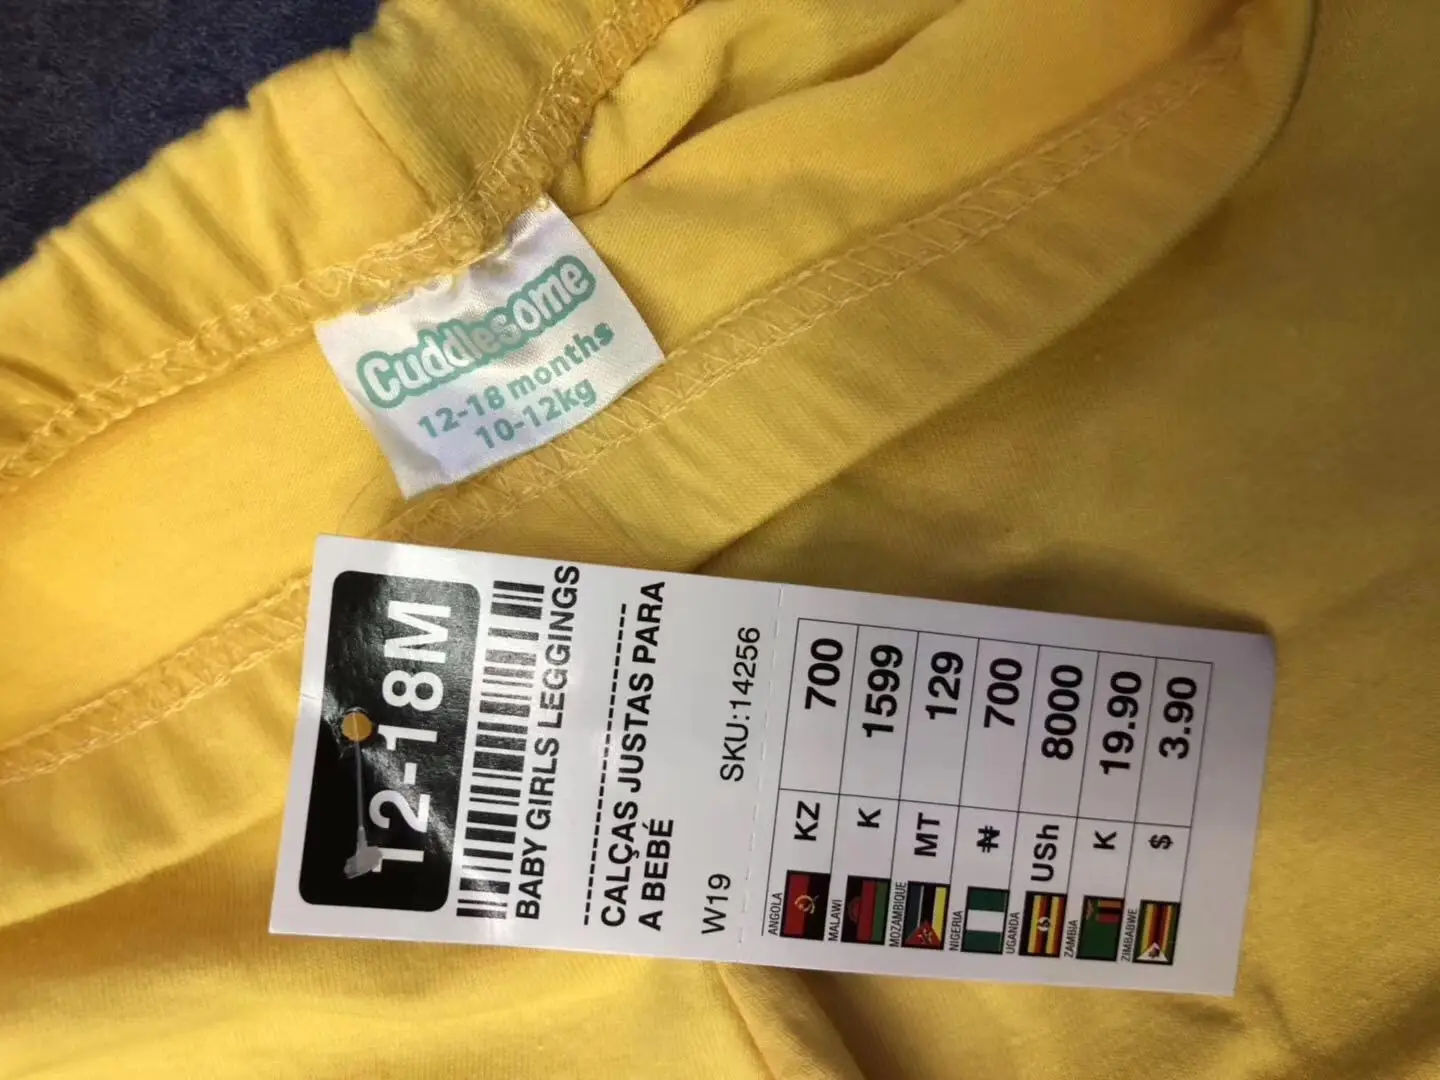 Cuddlesome
12-18 months
10-12kg
12-18M
BABY GIRLS LEGGINGS
CALÇAS JUSTAS PARA
A BEBÉ
W19 SKU:14256
ANGOLA KZ 700
MALAWI K 1599
MOZAMBIQUE MT 129
NIGERIA ₦ 700
UGANDA USh 8000
ZAMBIA K 19.90
ZIMBABWE $ 3.90